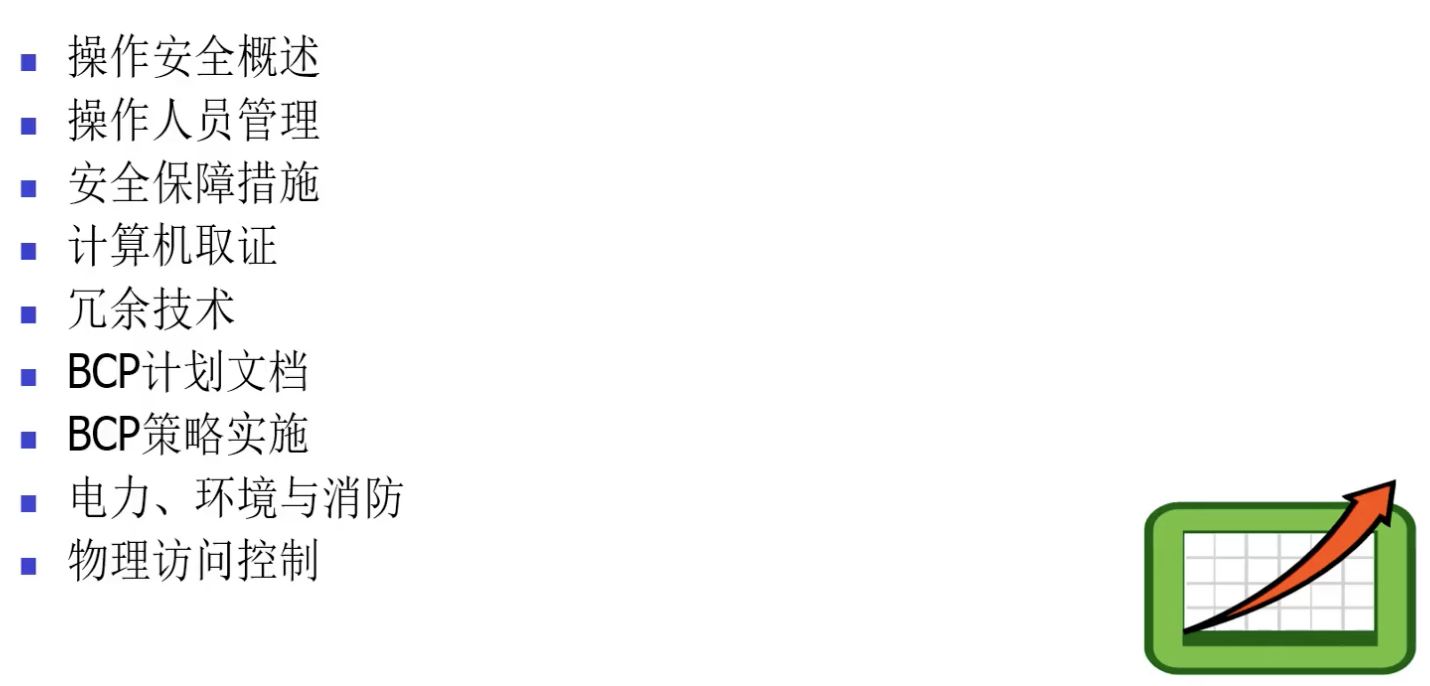 操作安全概述
操作人员管理
安全保障措施
计算机取证
冗余技术
BCP计划文档
BCP策略实施
电力、环境与消防
物理访问控制